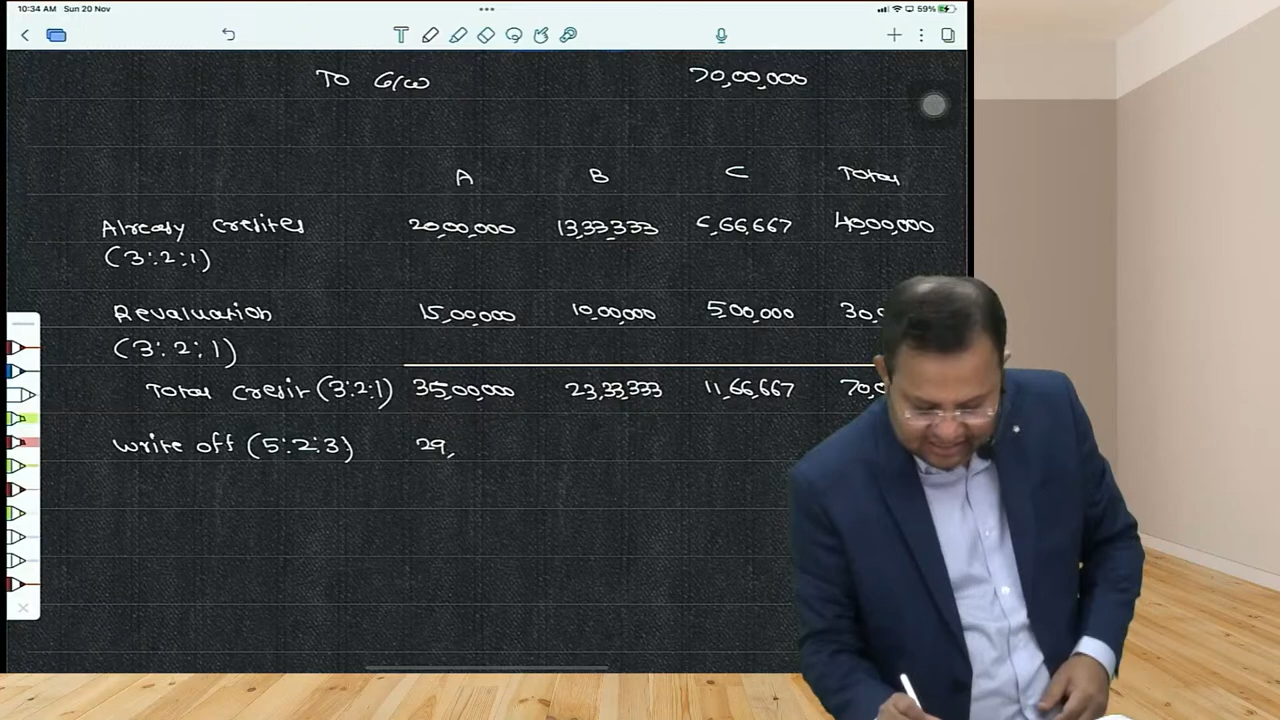 10:34 AM Sun 20 Nov 59%
To G/W 70,00,000
A B C Total
Already credites 20,00,000 13,33,333 6,66,667 40,00,000
(3:2:1)
Revaluation 15,00,000 10,00,000 5,00,000
(3:2:1)
Total credit (3:2:1) 35,00,000 23,33,333 11,66,667
Write off (5:2:3) 29,